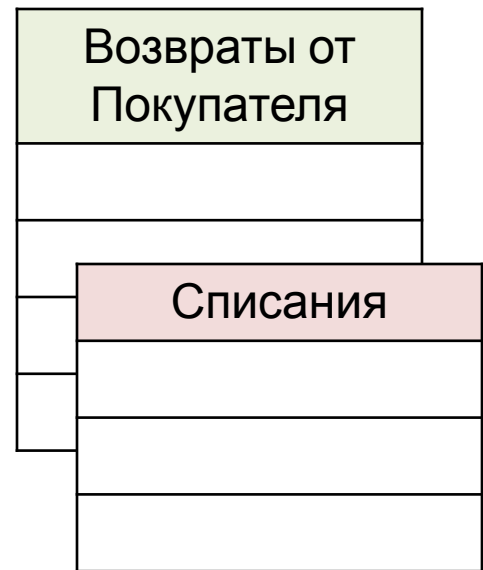 Возвраты от
Покупателя
Списания